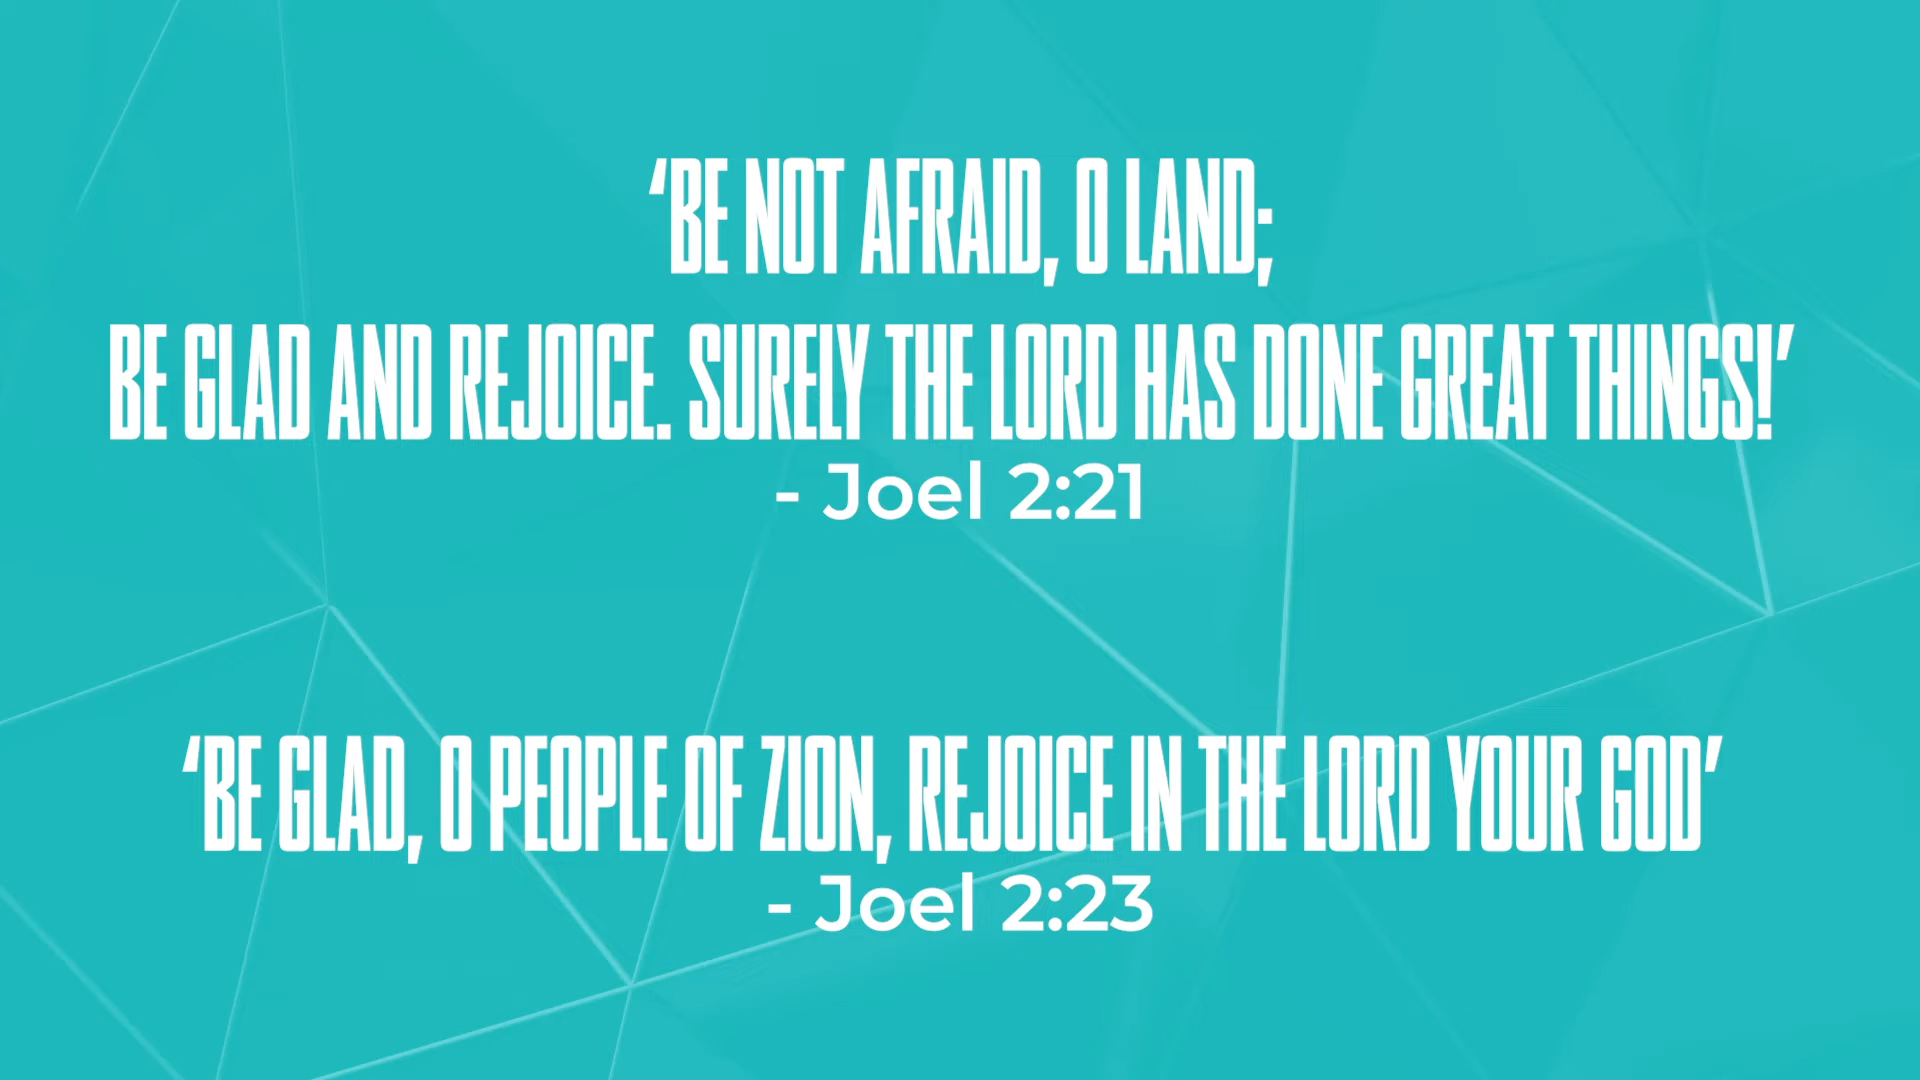 ‘BE NOT AFRAID, O LAND;
BE GLAD AND REJOICE. SURELY THE LORD HAS DONE GREAT THINGS!’
- Joel 2:21
‘BE GLAD, O PEOPLE OF ZION, REJOICE IN THE LORD YOUR GOD’
- Joel 2:23